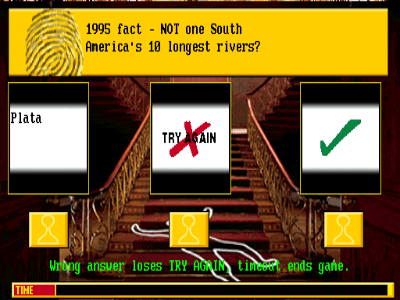 1995 fact - NOT one South
America's 10 longest rivers?
Plata
TRY AGAIN
Wrong answer loses TRY AGAIN, timeout ends game.
TIME